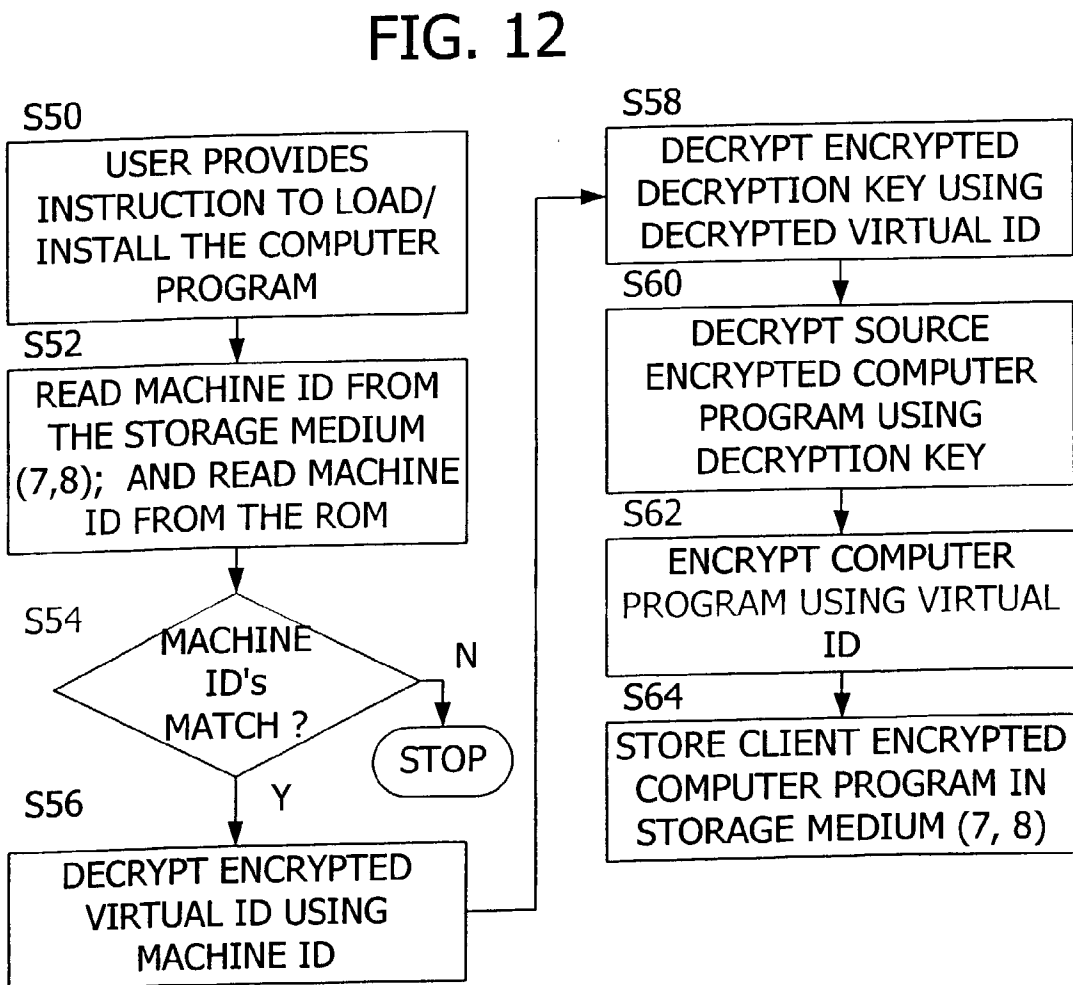 FIG. 12
S50
USER PROVIDES
INSTRUCTION TO LOAD/
INSTALL THE COMPUTER
PROGRAM
S52
READ MACHINE ID FROM
THE STORAGE MEDIUM
(7,8); AND READ MACHINE
ID FROM THE ROM
S54
MACHINE
ID's
MATCH ?
N
STOP
Y
S56
DECRYPT ENCRYPTED
VIRTUAL ID USING
MACHINE ID
S58
DECRYPT ENCRYPTED
DECRYPTION KEY USING
DECRYPTED VIRTUAL ID
S60
DECRYPT SOURCE
ENCRYPTED COMPUTER
PROGRAM USING
DECRYPTION KEY
S62
ENCRYPT COMPUTER
PROGRAM USING VIRTUAL
ID
S64
STORE CLIENT ENCRYPTED
COMPUTER PROGRAM IN
STORAGE MEDIUM (7, 8)